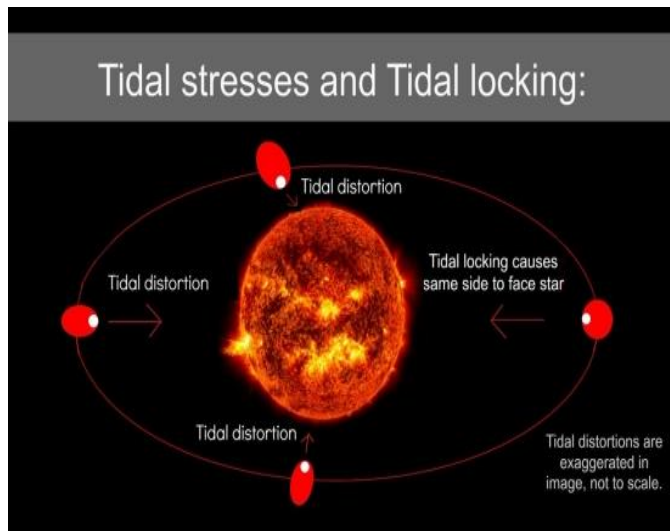 Tidal stresses and Tidal locking:
Tidal distortion
Tidal locking causes
same side to face star
Tidal distortion
Tidal distortion
Tidal distortions are
exaggerated in
image, not to scale.